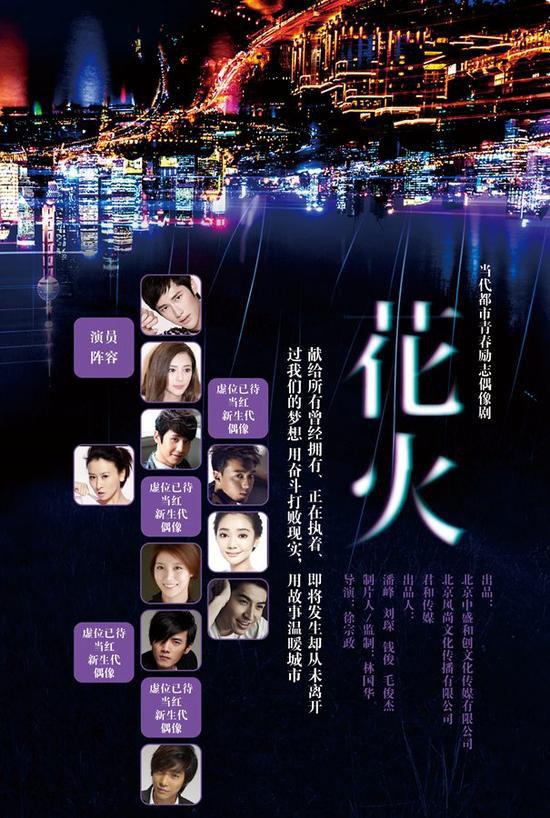 当代都市青春励志偶像剧
花火
出品：
北京中盛和创文化传媒有限公司
北京风尚文化传播有限公司
君和传媒
出品人：
潘峰 刘琛 钱俊 毛俊杰
制片人/监制：林国华
导演：徐宗政
献给所有曾经拥有、正在执着、即将发生却从未离开
过我们的梦想 用奋斗打败现实，用故事温暖城市
演员
阵容
虚位已待
当红
新生代
偶像
虚位已待
当红
新生代
偶像
虚位已待
当红
新生代
偶像
虚位已待
当红
新生代
偶像